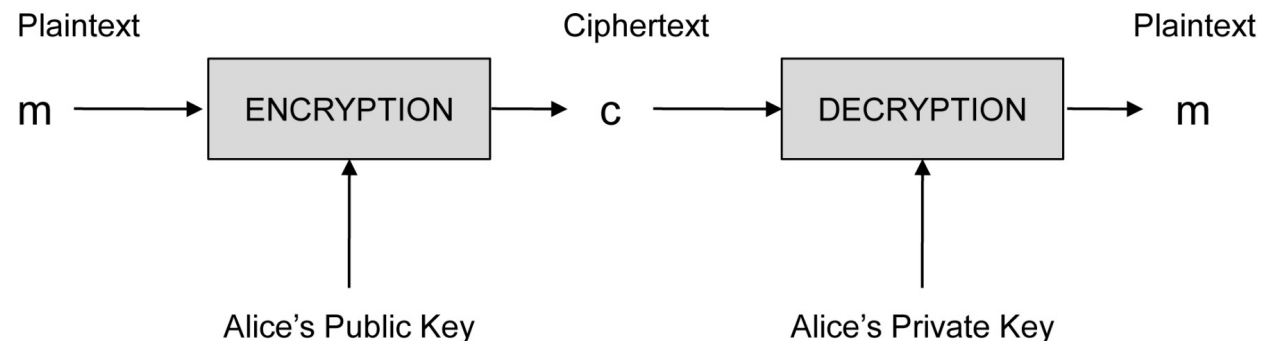 Plaintext
Ciphertext
Plaintext
m
ENCRYPTION
c
DECRYPTION
m
Alice’s Public Key
Alice’s Private Key